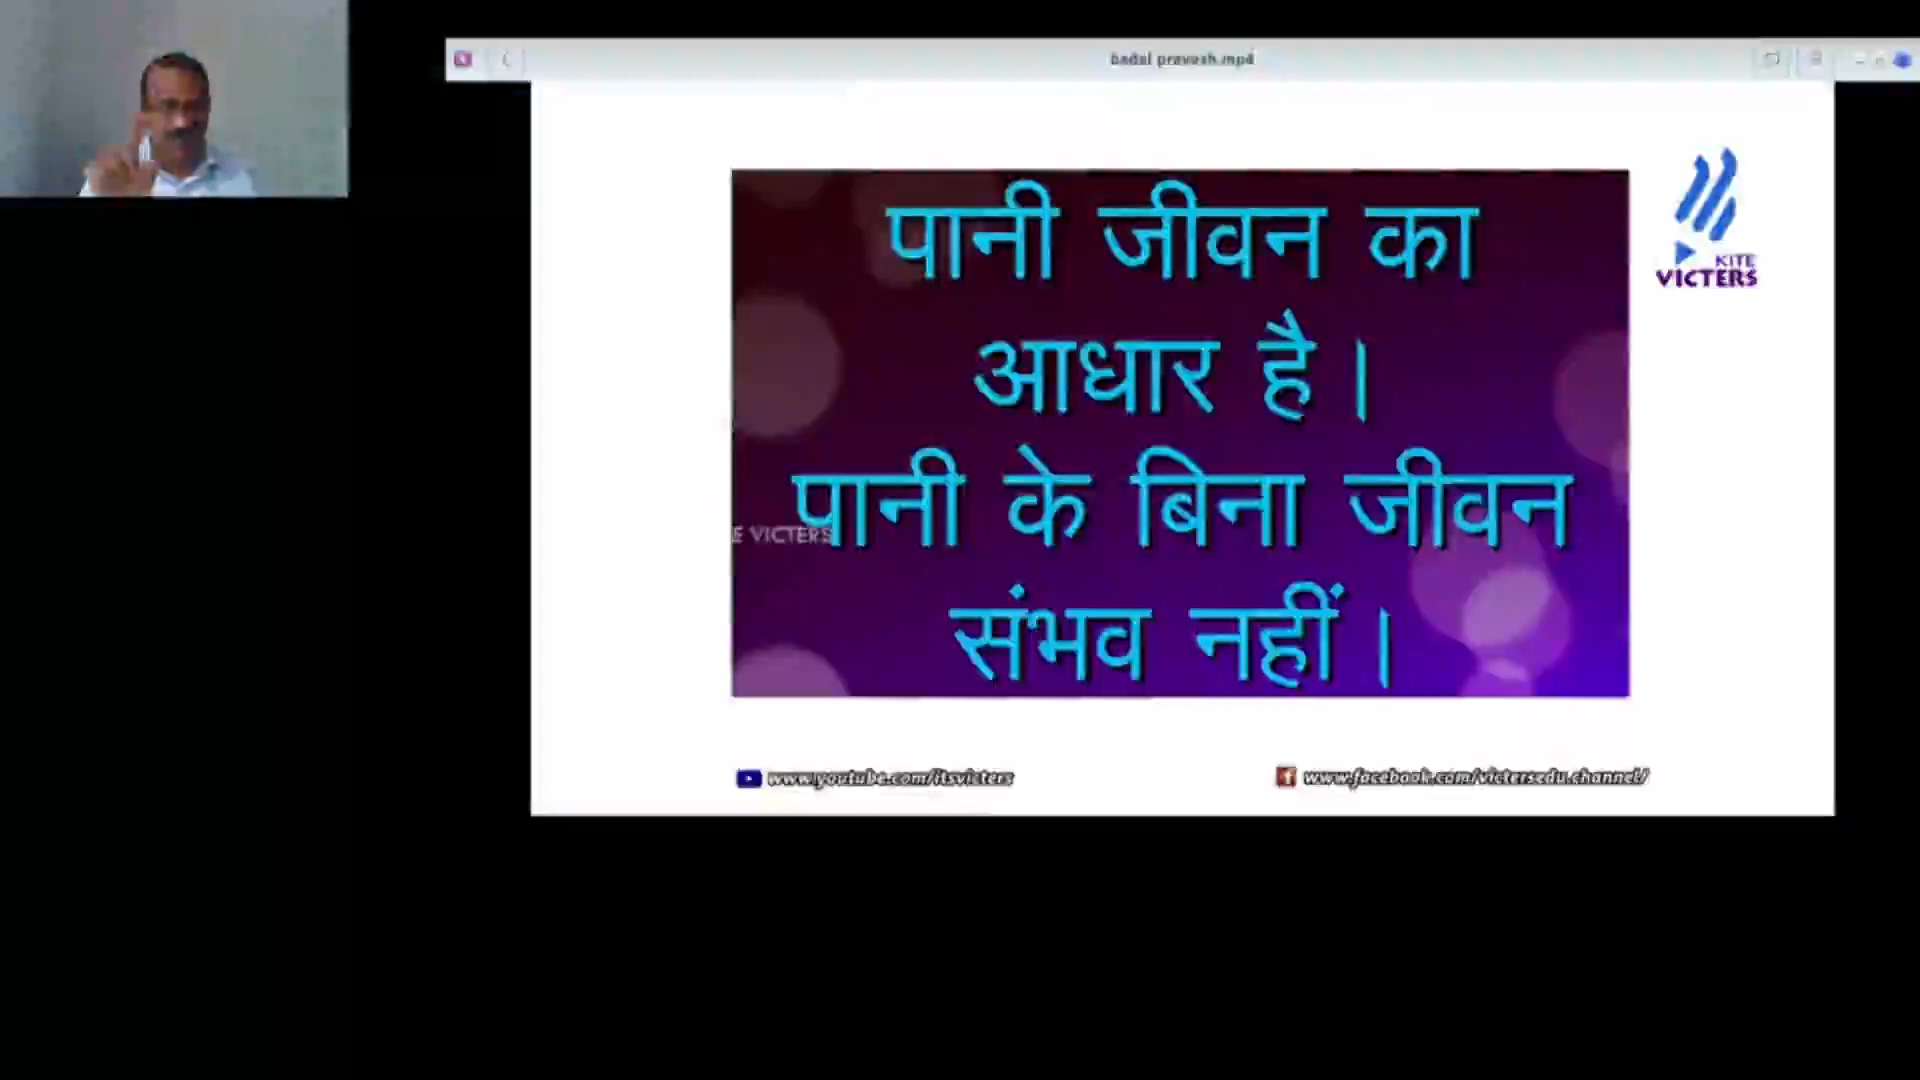 badal pravesh.mp4
पानी जीवन का
आधार है।
पानी के बिना जीवन
संभव नहीं।
E VICTERS
KITE
VICTERS
www.youtube.com/itsvicters
www.facebook.com/victersedu.channel/